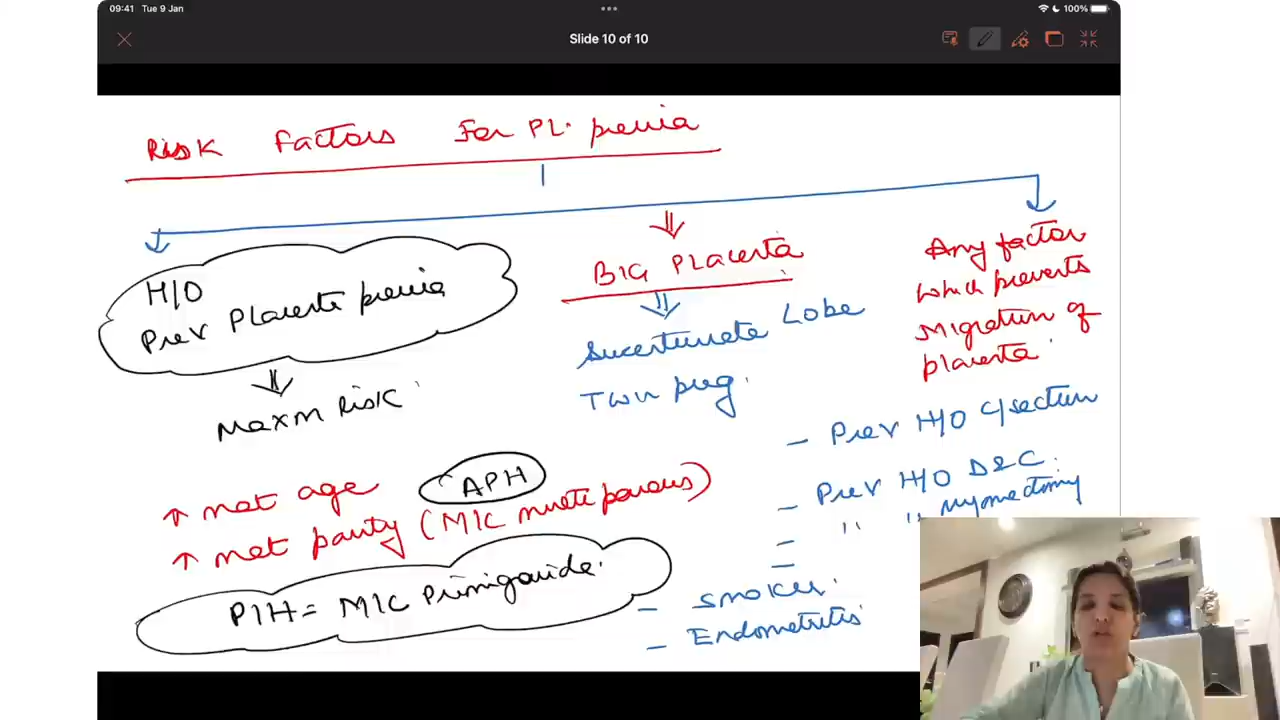 09:41 Tue 9 Jan
100%
Slide 10 of 10
Risk Factors For PL. previa
H/O
Prev Placenta previa
Maxm Risk
BIG Placenta
Succenturiate Lobe
Twin preg.
Any factor
which prevents
Migration of
placenta
- Prev H/O C/section
- Prev H/O D&C
- " " Myomectomy
- smoker
- Endometritis
↑ mat age
APH
↑ mat parity (M/C multiparous)
PIH = M/C Primigravida